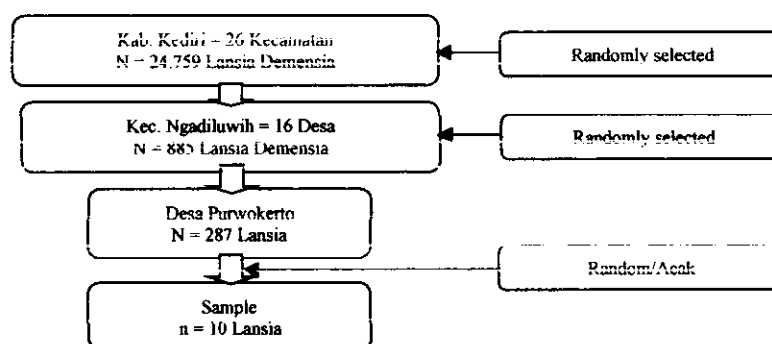 Kab. Kediri = 26 Kecamatan
N = 24.759 Lansia Demensia
Randomly selected
Kec. Ngadiluwih = 16 Desa
N = 885 Lansia Demensia
Randomly selected
Desa Purwokerto
N = 287 Lansia
Random/Acak
Sample
n = 10 Lansia